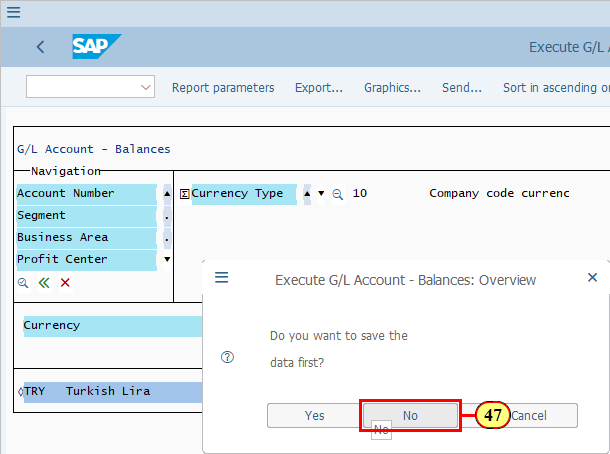 SAP
Execute G/L A
Report parameters Export... Graphics... Send... Sort in ascending or
G/L Account - Balances
Navigation
Account Number
Segment
Business Area
Profit Center
Currency Type 10 Company code currenc
Currency
TRY Turkish Lira
Execute G/L Account - Balances: Overview
Do you want to save the
data first?
Yes No 47 Cancel
No